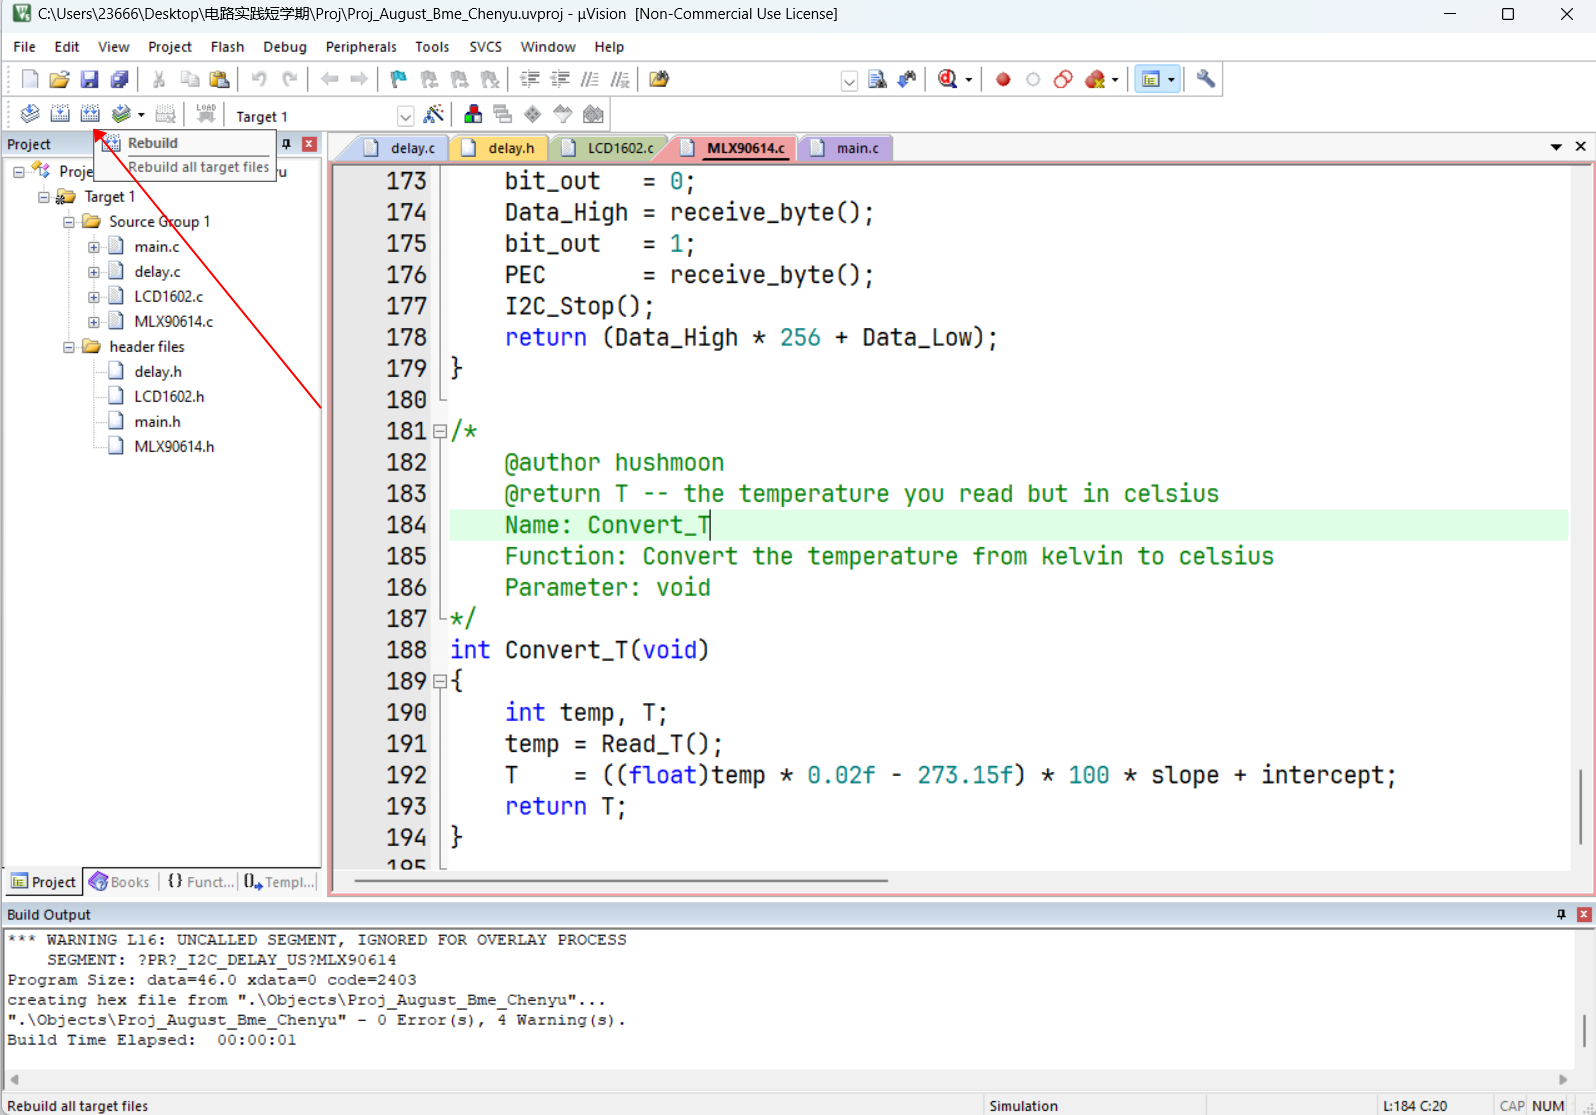 C:\Users\23666\Desktop\电路实践短学期\Proj\Proj_August_Bme_Chenyu.uvproj - µVision  [Non-Commercial Use License]
File Edit View Project Flash Debug Peripherals Tools SVCS Window Help
LOAD Target 1
Project
Rebuild
Rebuild all target files
Target 1
Source Group 1
main.c
delay.c
LCD1602.c
MLX90614.c
header files
delay.h
LCD1602.h
main.h
MLX90614.h
Project Books {} Funct... Templ...
delay.c delay.h LCD1602.c MLX90614.c main.c
173 bit_out   = 0;
174 Data_High = receive_byte();
175 bit_out   = 1;
176 PEC       = receive_byte();
177 I2C_Stop();
178 return (Data_High * 256 + Data_Low);
179 }
180
181 /*
182 @author hushmoon
183 @return T -- the temperature you read but in celsius
184 Name: Convert_T
185 Function: Convert the temperature from kelvin to celsius
186 Parameter: void
187 */
188 int Convert_T(void)
189 {
190 int temp, T;
191 temp = Read_T();
192 T    = ((float)temp * 0.02f - 273.15f) * 100 * slope + intercept;
193 return T;
194 }
195
Build Output
*** WARNING L16: UNCALLED SEGMENT, IGNORED FOR OVERLAY PROCESS
SEGMENT: ?PR?_I2C_DELAY_US?MLX90614
Program Size: data=46.0 xdata=0 code=2403
creating hex file from ".\Objects\Proj_August_Bme_Chenyu"...
".\Objects\Proj_August_Bme_Chenyu" - 0 Error(s), 4 Warning(s).
Build Time Elapsed:  00:00:01
Rebuild all target files Simulation L:184 C:20 CAP NUM